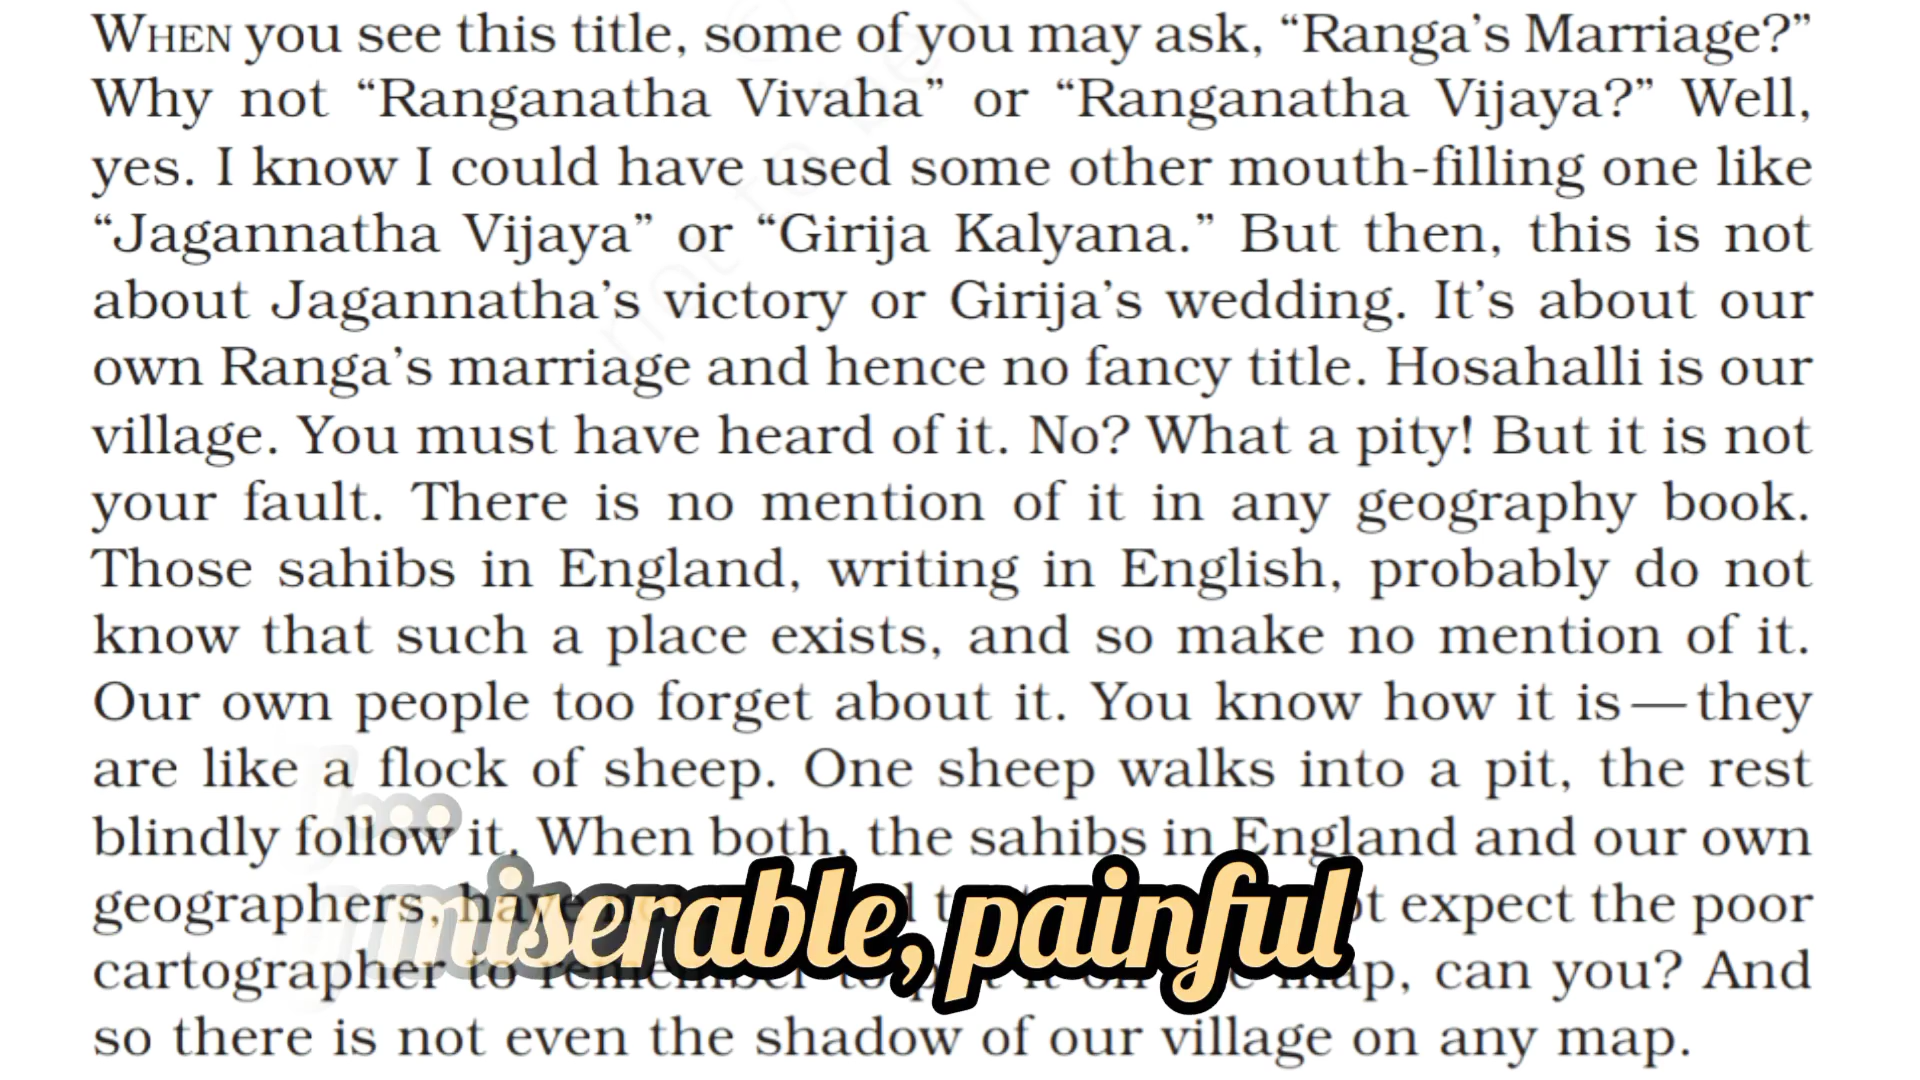 WHEN you see this title, some of you may ask, “Ranga’s Marriage?”
Why not “Ranganatha Vivaha” or “Ranganatha Vijaya?” Well,
yes. I know I could have used some other mouth-filling one like
“Jagannatha Vijaya” or “Girija Kalyana.” But then, this is not
about Jagannatha’s victory or Girija’s wedding. It’s about our
own Ranga’s marriage and hence no fancy title. Hosahalli is our
village. You must have heard of it. No? What a pity! But it is not
your fault. There is no mention of it in any geography book.
Those sahibs in England, writing in English, probably do not
know that such a place exists, and so make no mention of it.
Our own people too forget about it. You know how it is — they
are like a flock of sheep. One sheep walks into a pit, the rest
blindly follow it. When both, the sahibs in England and our own
geographers, have expect the poor
miserable, painful
cartographer to remember to map, can you? And
so there is not even the shadow of our village on any map.